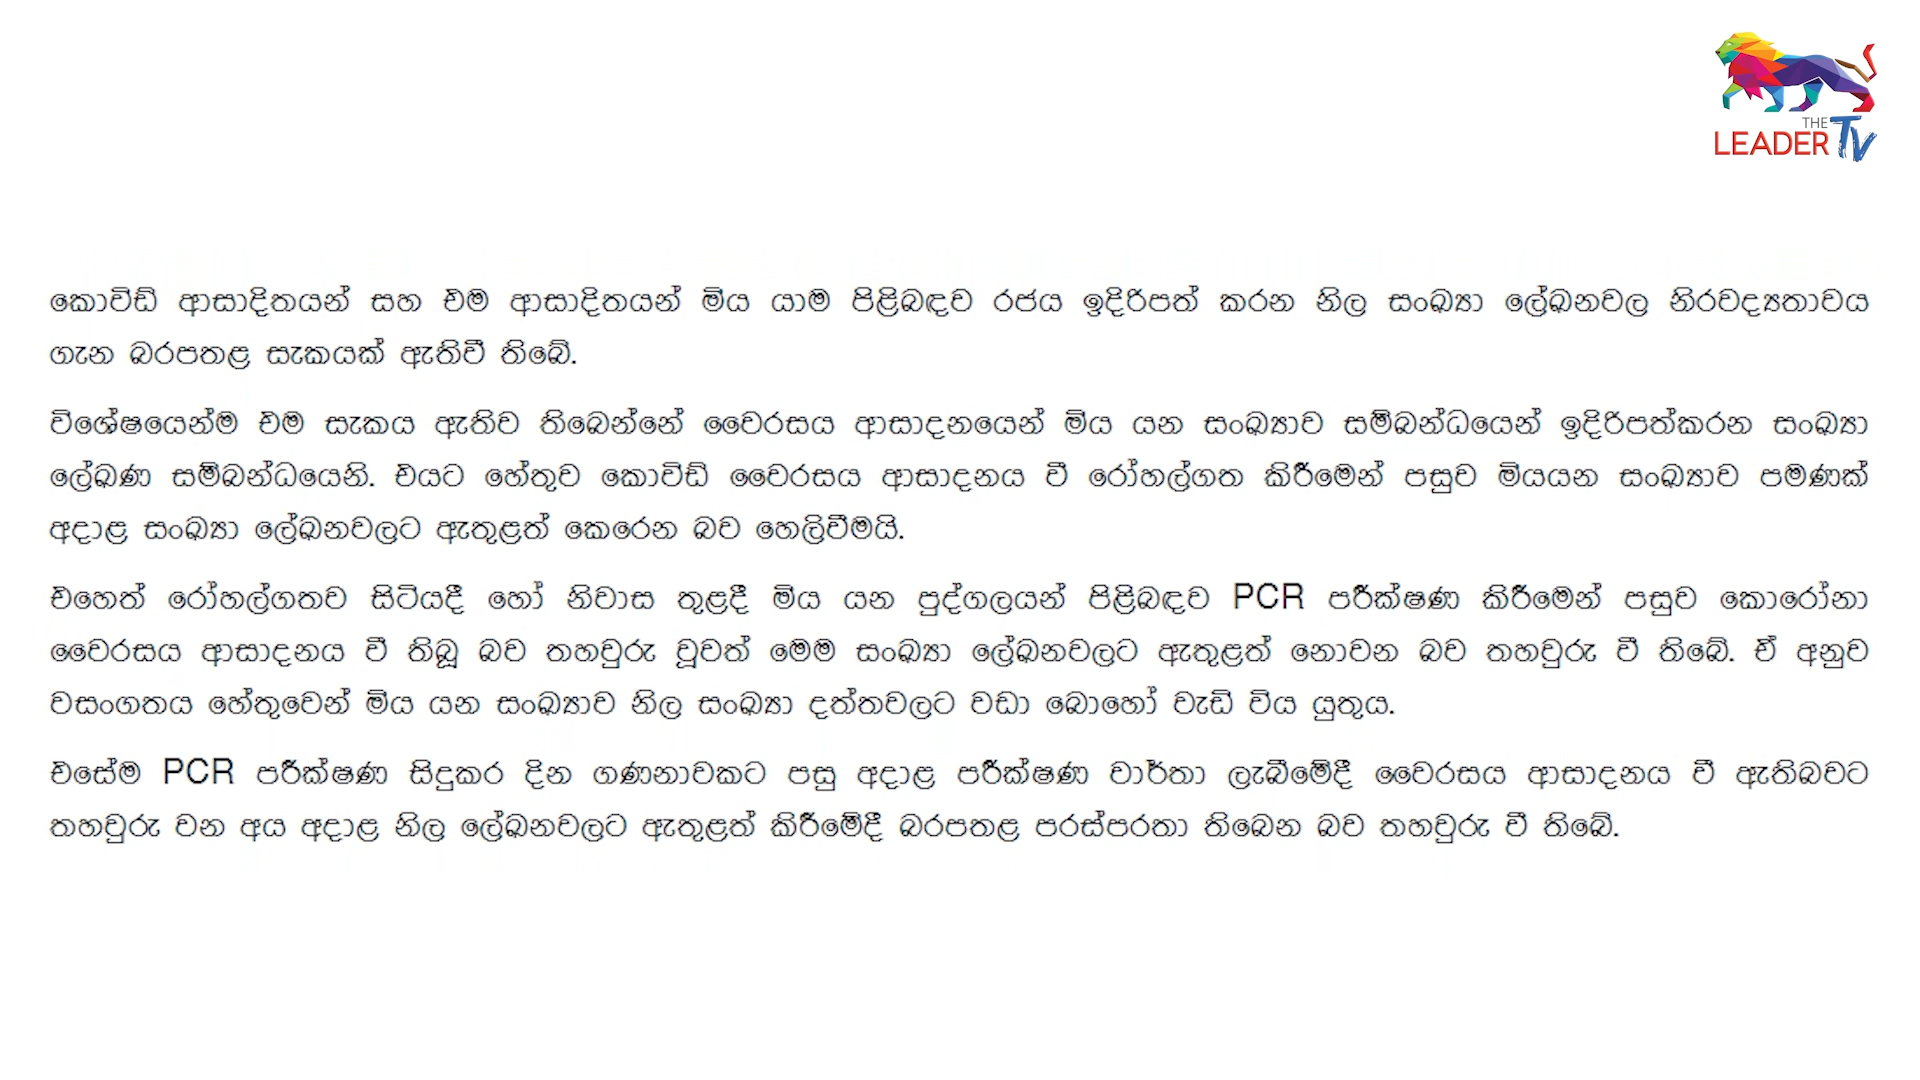 THE
LEADER TV
කොවිඩ් ආසාදිතයන් සහ එම ආසාදිතයන් මිය යාම පිළිබඳව රජය ඉදිරිපත් කරන නිල සංඛ්‍යා ලේඛනවල නිරවද්‍යතාවය
ගැන බරපතළ සැකයක් ඇතිවී තිබේ.
විශේෂයෙන්ම එම සැකය ඇතිව තිබෙන්නේ වෛරසය ආසාදනයෙන් මිය යන සංඛ්‍යාව සම්බන්ධයෙන් ඉදිරිපත්කරන සංඛ්‍යා
ලේඛණ සම්බන්ධයෙනි. එයට හේතුව කොවිඩ් වෛරසය ආසාදනය වී රෝහල්ගත කිරීමෙන් පසුව මියයන සංඛ්‍යාව පමණක්
අදාළ සංඛ්‍යා ලේඛනවලට ඇතුළත් කෙරෙන බව හෙලිවීමයි.
එහෙත් රෝහල්ගතව සිටියදී හෝ නිවාස තුළදී මිය යන පුද්ගලයන් පිළිබඳව PCR පරීක්ෂණ කිරීමෙන් පසුව කොරෝනා
වෛරසය ආසාදනය වී තිබූ බව තහවුරු වූවත් මෙම සංඛ්‍යා ලේඛනවලට ඇතුළත් නොවන බව තහවුරු වී තිබේ. ඒ අනුව
වසංගතය හේතුවෙන් මිය යන සංඛ්‍යාව නිල සංඛ්‍යා දත්තවලට වඩා බොහෝ වැඩි විය යුතුය.
එසේම PCR පරීක්ෂණ සිදුකර දින ගණනාවකට පසු අදාළ පරීක්ෂණ වාර්තා ලැබීමේදී වෛරසය ආසාදනය වී ඇතිබවට
තහවුරු වන අය අදාළ නිල ලේඛනවලට ඇතුළත් කිරීමේදී බරපතළ පරස්පරතා තිබෙන බව තහවුරු වී තිබේ.